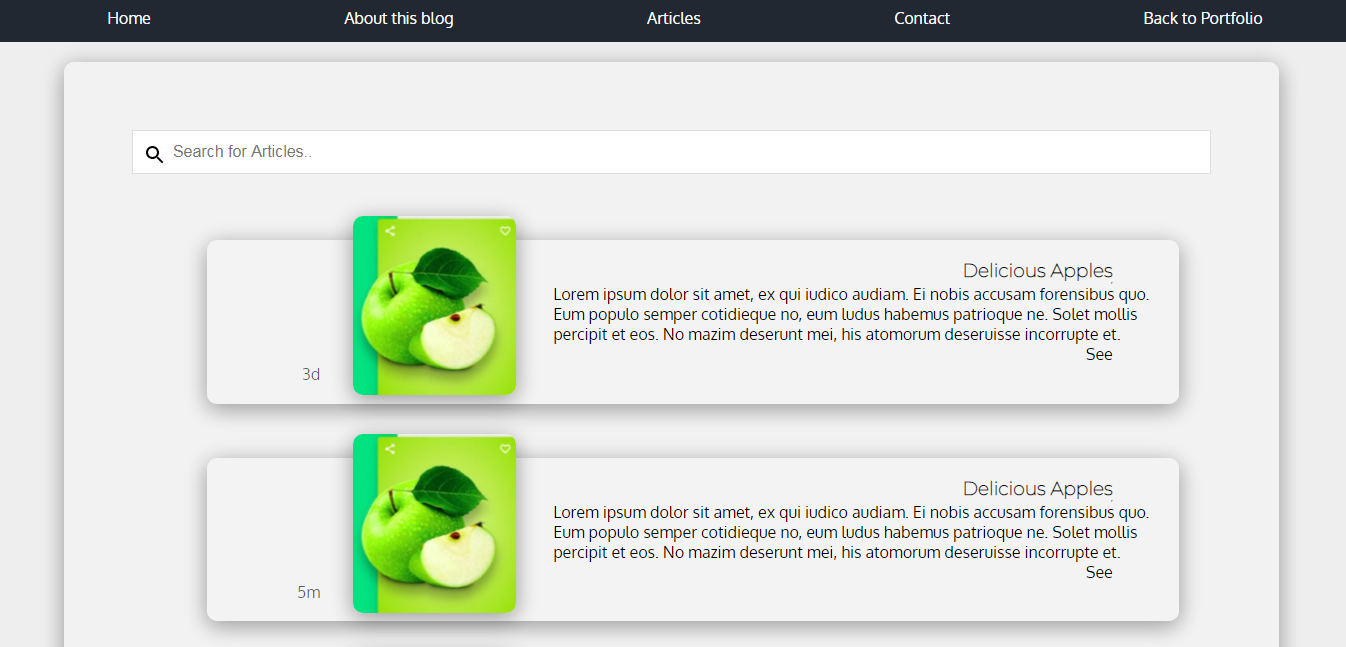 Home About this blog Articles Contact Back to Portfolio
Search for Articles..
Delicious Apples
Lorem ipsum dolor sit amet, ex qui iudico audiam. Ei nobis accusam forensibus quo.
Eum populo semper cotidieque no, eum ludus habemus patrioque ne. Solet mollis
percipit et eos. No mazim deserunt mei, his atomorum deseruisse incorrupte et.
See
3d
Delicious Apples
Lorem ipsum dolor sit amet, ex qui iudico audiam. Ei nobis accusam forensibus quo.
Eum populo semper cotidieque no, eum ludus habemus patrioque ne. Solet mollis
percipit et eos. No mazim deserunt mei, his atomorum deseruisse incorrupte et.
See
5m